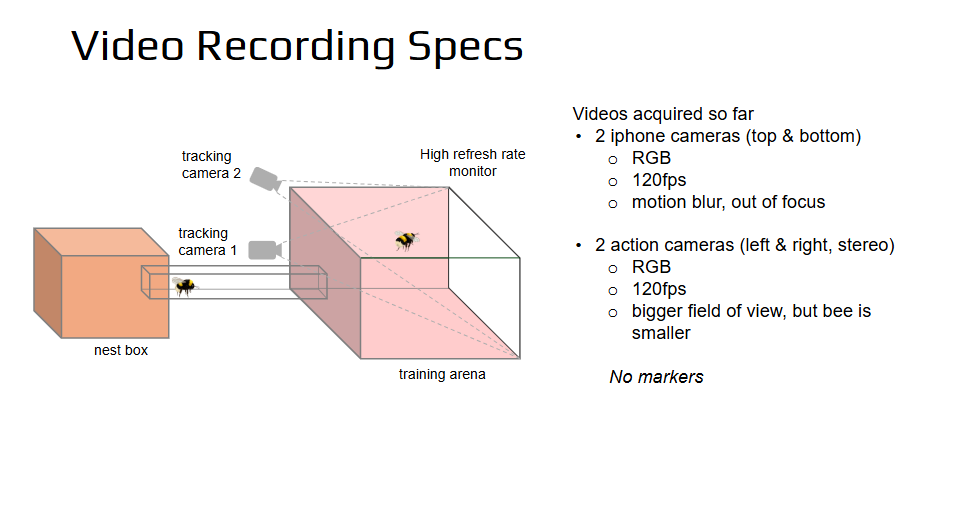 Video Recording Specs
tracking
camera 2
High refresh rate
monitor
tracking
camera 1
nest box
training arena
Videos acquired so far
• 2 iphone cameras (top & bottom)
o RGB
o 120fps
o motion blur, out of focus
• 2 action cameras (left & right, stereo)
o RGB
o 120fps
o bigger field of view, but bee is
smaller
No markers